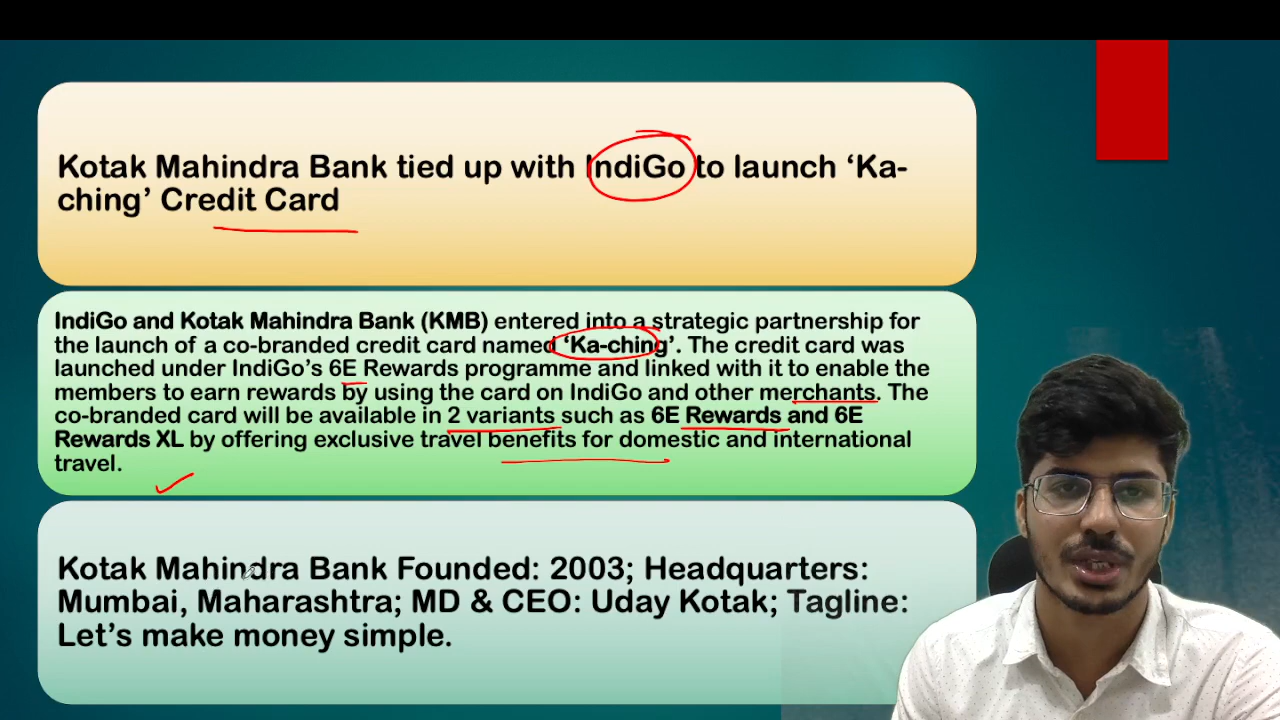 Kotak Mahindra Bank tied up with IndiGo to launch ‘Ka-
ching’ Credit Card
IndiGo and Kotak Mahindra Bank (KMB) entered into a strategic partnership for
the launch of a co-branded credit card named ‘Ka-ching’. The credit card was
launched under IndiGo’s 6E Rewards programme and linked with it to enable the
members to earn rewards by using the card on IndiGo and other merchants. The
co-branded card will be available in 2 variants such as 6E Rewards and 6E
Rewards XL by offering exclusive travel benefits for domestic and international
travel.
Kotak Mahindra Bank Founded: 2003; Headquarters:
Mumbai, Maharashtra; MD & CEO: Uday Kotak; Tagline:
Let’s make money simple.